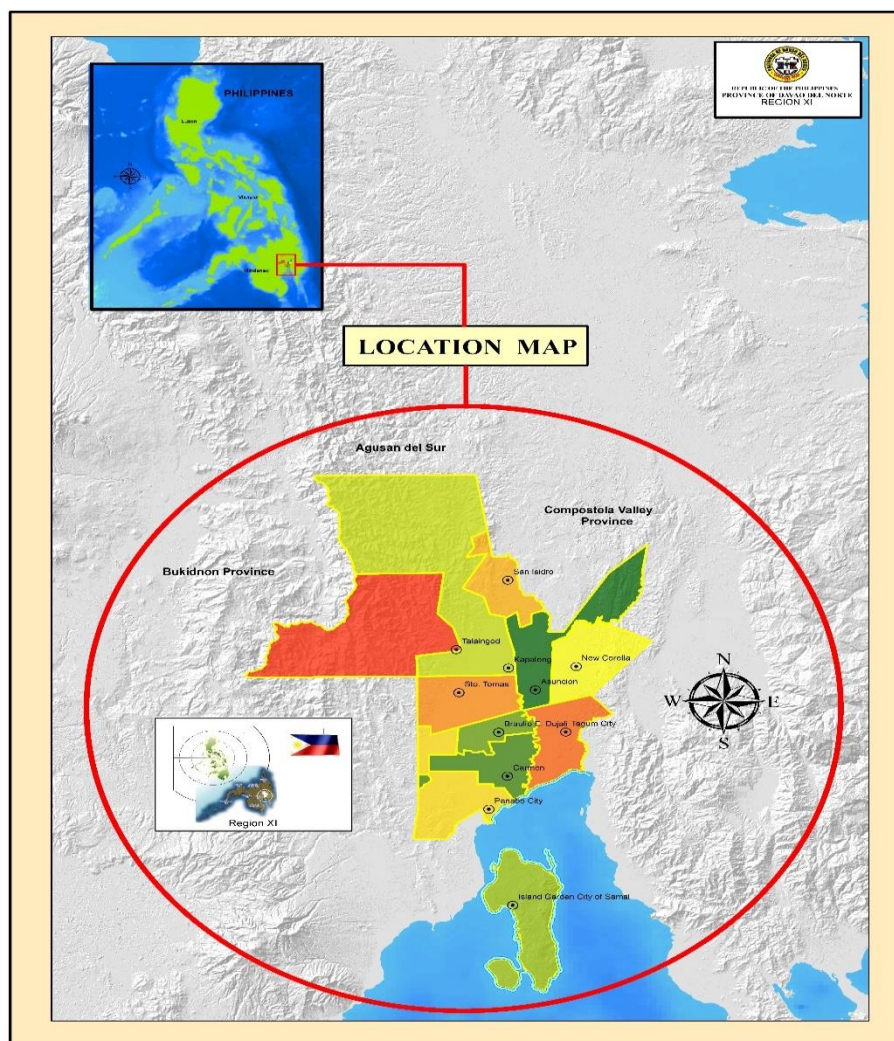 REPUBLIC OF THE PHILIPPINES
PROVINCE OF DAVAO DEL NORTE
REGION XI
PHILIPPINES
Luzon
Visayas
Mindanao
LOCATION MAP
Agusan del Sur
Compostela Valley
Province
Bukidnon Province
San Isidro
Talaingod
Kapalong
New Corella
Sto. Tomas
Asuncion
N
W
E
S
Braulio E. Dujali
Tagum City
Carmen
Panabo City
Region XI
Island Garden City of Samal